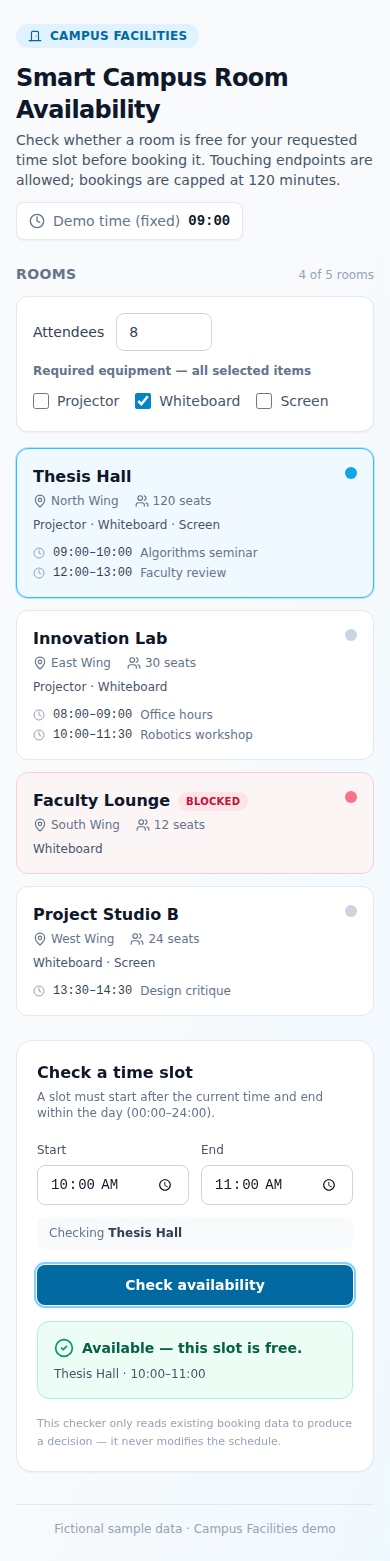 CAMPUS FACILITIES
Smart Campus Room
Availability
Check whether a room is free for your requested
time slot before booking it. Touching endpoints are
allowed; bookings are capped at 120 minutes.
Demo time (fixed) 09:00
ROOMS
4 of 5 rooms
Attendees 8
Required equipment — all selected items
Projector Whiteboard Screen
Thesis Hall
North Wing 120 seats
Projector · Whiteboard · Screen
09:00–10:00 Algorithms seminar
12:00–13:00 Faculty review
Innovation Lab
East Wing 30 seats
Projector · Whiteboard
08:00–09:00 Office hours
10:00–11:30 Robotics workshop
Faculty Lounge BLOCKED
South Wing 12 seats
Whiteboard
Project Studio B
West Wing 24 seats
Whiteboard · Screen
13:30–14:30 Design critique
Check a time slot
A slot must start after the current time and end
within the day (00:00–24:00).
Start End
10:00 AM 11:00 AM
Checking Thesis Hall
Check availability
Available — this slot is free.
Thesis Hall · 10:00–11:00
This checker only reads existing booking data to produce
a decision — it never modifies the schedule.
Fictional sample data · Campus Facilities demo